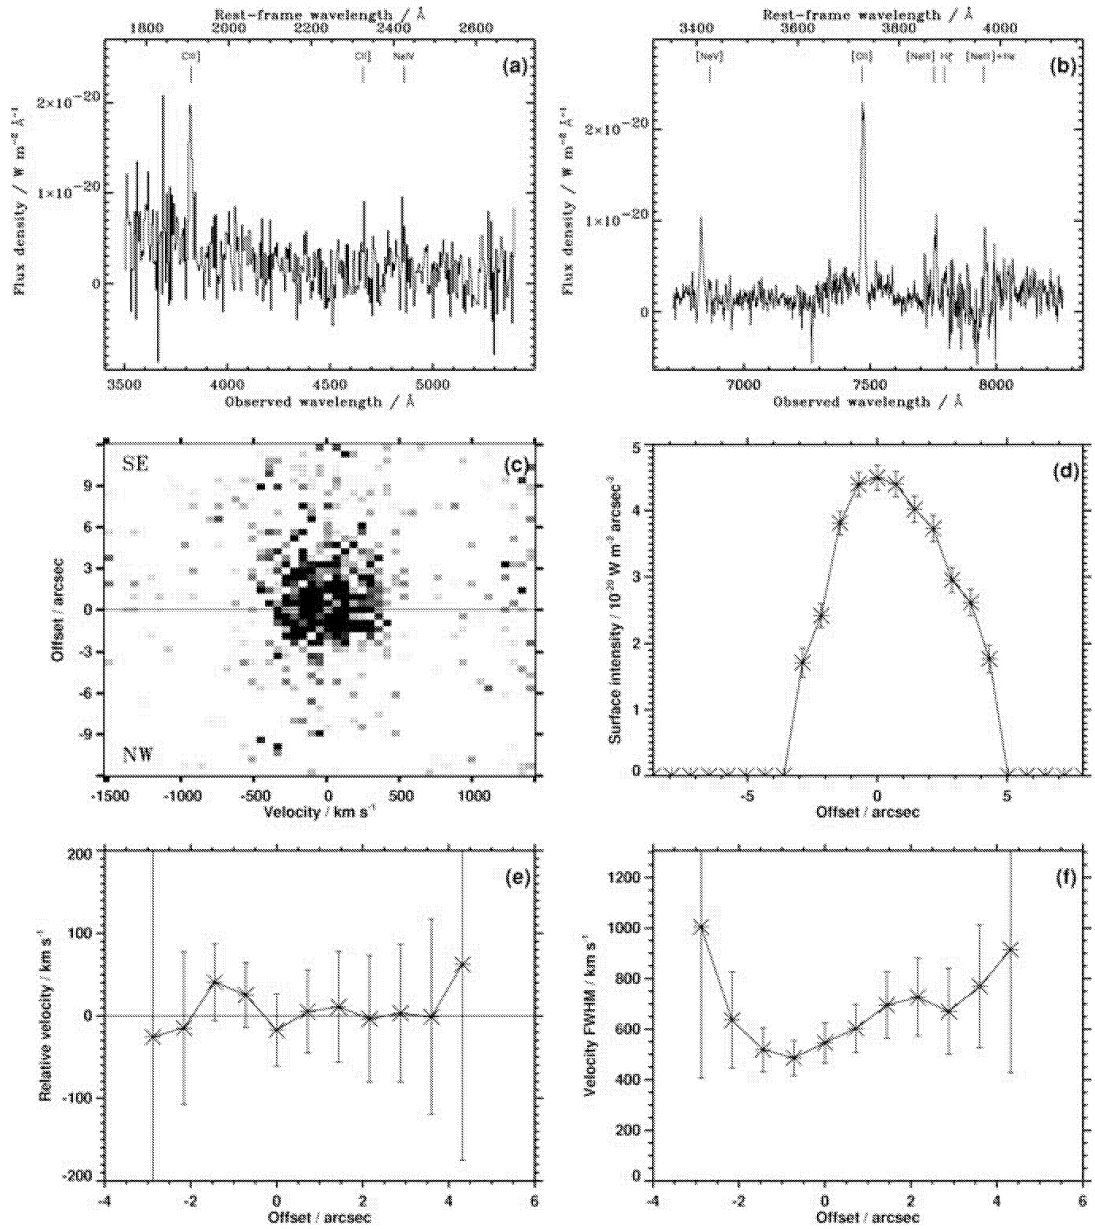 Rest-frame wavelength / Å
1800 2000 2200 2400 2600
CIII] CII] NeIV (a)
2×10⁻²⁰
1×10⁻²⁰
0
Flux density / W m⁻² Å⁻¹
3500 4000 4500 5000
Observed wavelength / Å
Rest-frame wavelength / Å
3400 3600 3800 4000
[NeV] [OII] [NeIII] Hζ [NeIII]+Hε (b)
2×10⁻²⁰
1×10⁻²⁰
0
Flux density / W m⁻² Å⁻¹
7000 7500 8000
Observed wavelength / Å
SE (c)
9
6
3
0
-3
-6
-9
Offset / arcsec
NW
-1500 -1000 -500 0 500 1000
Velocity / km s⁻¹
(d)
5
4
3
2
1
0
Surface intensity / 10⁻²⁰ W m⁻² arcsec⁻²
-5 0 5
Offset / arcsec
(e)
200
100
0
-100
-200
Relative velocity / km s⁻¹
-4 -2 0 2 4 6
Offset / arcsec
(f)
1200
1000
800
600
400
200
0
Velocity FWHM / km s⁻¹
-4 -2 0 2 4 6
Offset / arcsec